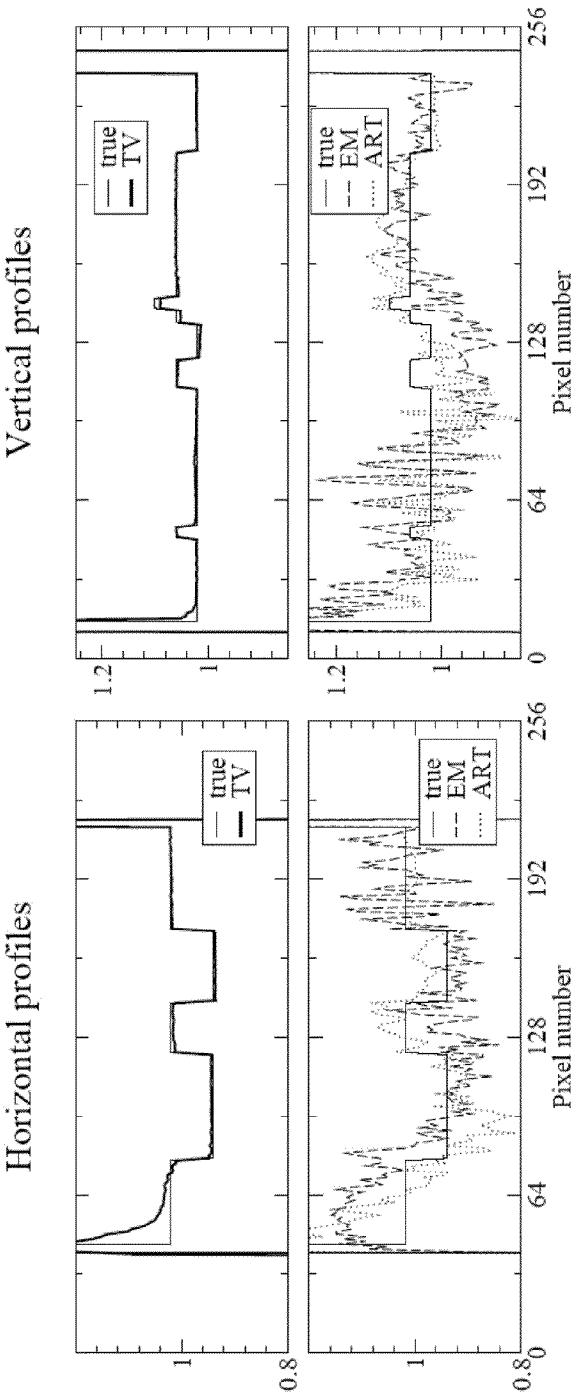 Horizontal profiles
true
TV
1
0.8
true
EM
ART
1
0.8
0 64 128 192 256
Pixel number
Vertical profiles
true
TV
1.2
1
true
EM
ART
1.2
1
0 64 128 192 256
Pixel number